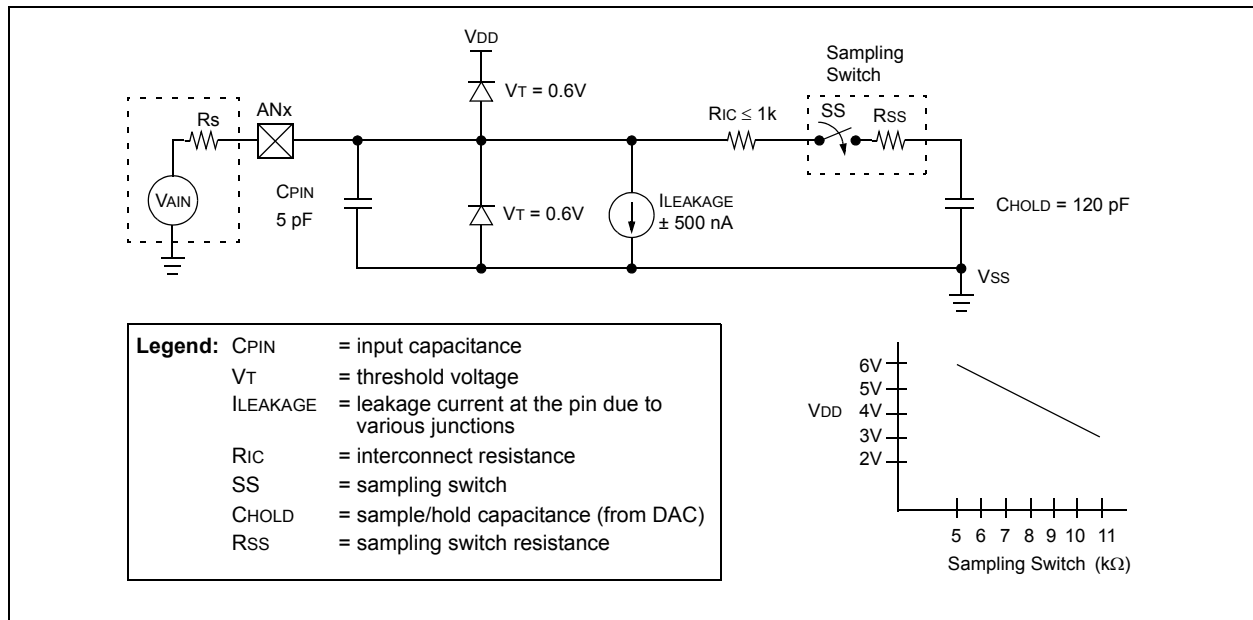 VDD
Sampling
Switch
VT = 0.6V
ANx
Rs
RIC ≤ 1k
SS
RSS
VAIN
CPIN
5 pF
VT = 0.6V
ILEAKAGE
± 500 nA
CHOLD = 120 pF
VSS
Legend: CPIN = input capacitance
VT = threshold voltage
ILEAKAGE = leakage current at the pin due to
various junctions
RIC = interconnect resistance
SS = sampling switch
CHOLD = sample/hold capacitance (from DAC)
RSS = sampling switch resistance
6V
5V
VDD 4V
3V
2V
5 6 7 8 9 10 11
Sampling Switch (kΩ)